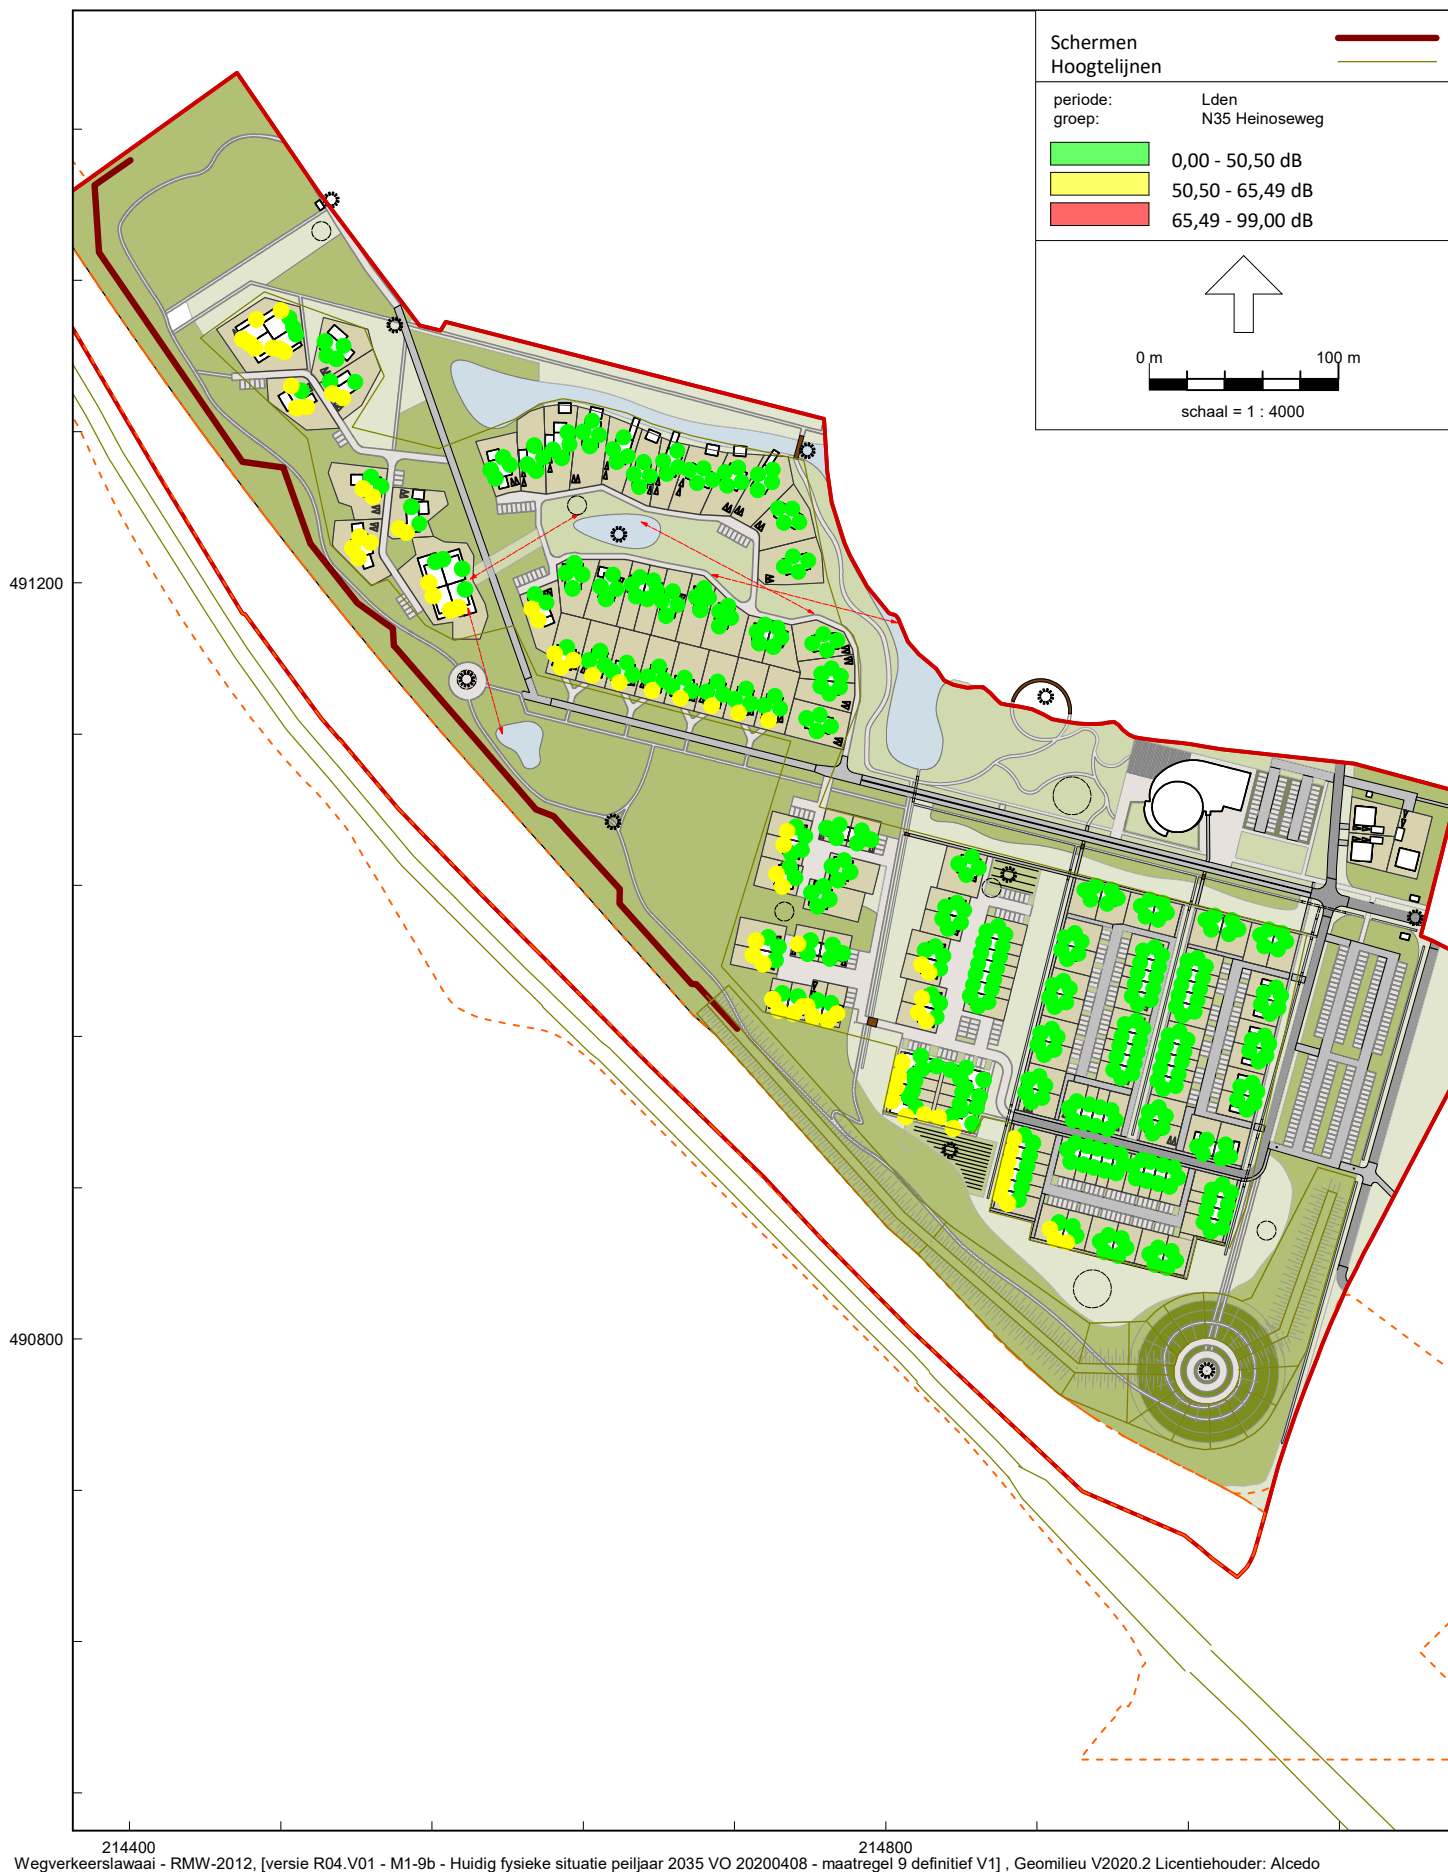 Schermen
Hoogtelijnen
periode: Lden
groep: N35 Heinoseweg
0,00 - 50,50 dB
50,50 - 65,49 dB
65,49 - 99,00 dB
0 m 100 m
schaal = 1 : 4000
491200
490800
214400 214800
Wegverkeerslawaai - RMW-2012, [versie R04.V01 - M1-9b - Huidig fysieke situatie peiljaar 2035 VO 20200408 - maatregel 9 definitief V1] , Geomilieu V2020.2 Licentiehouder: Alcedo